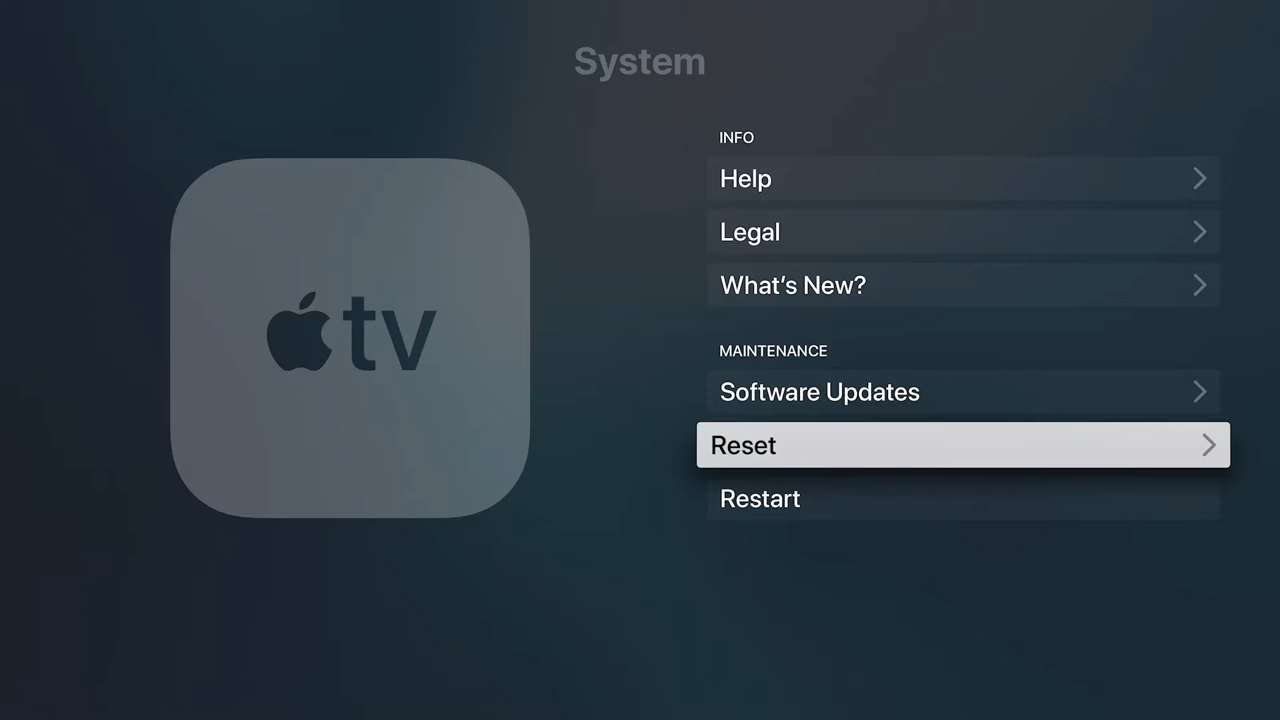 System
tv
INFO
Help
Legal
What’s New?
MAINTENANCE
Software Updates
Reset
Restart